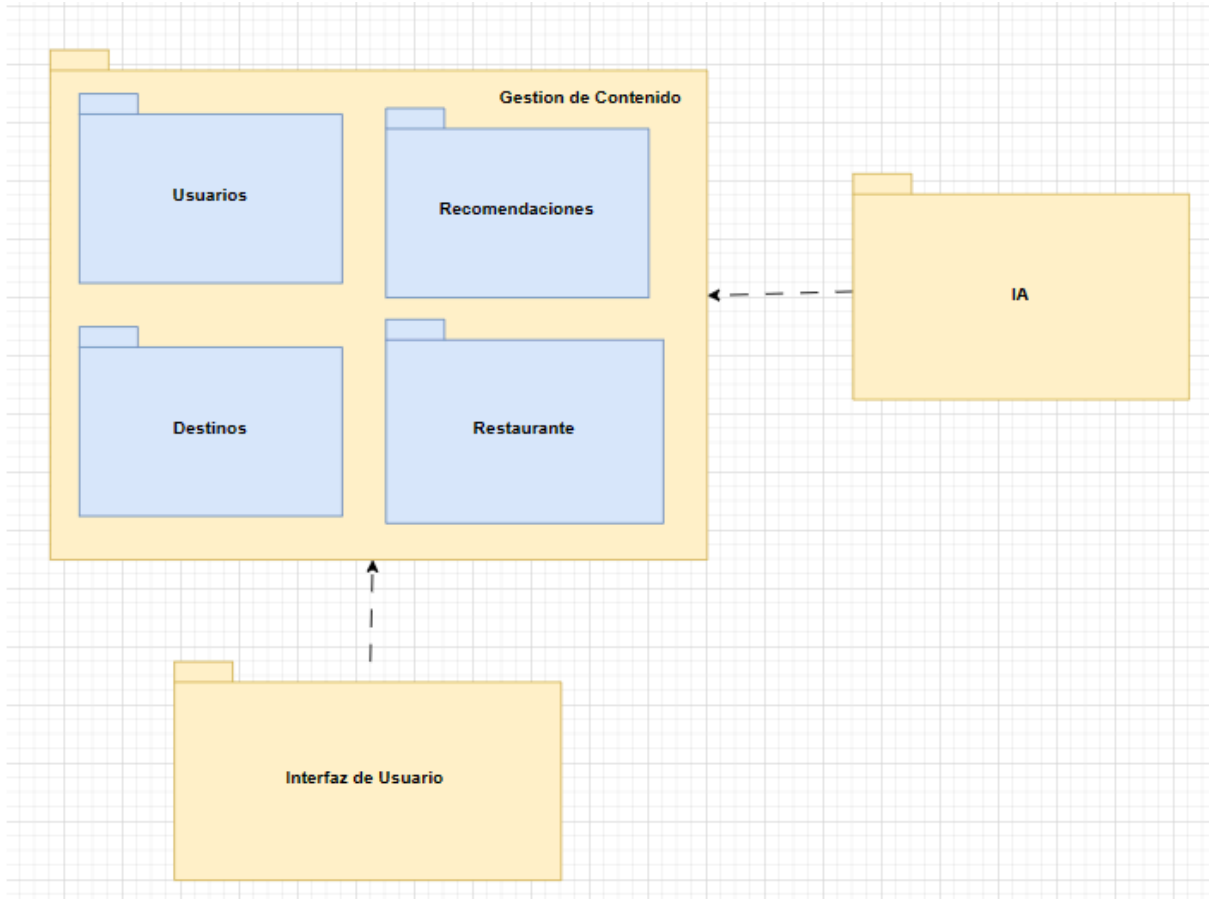 Gestion de Contenido
Usuarios
Recomendaciones
Destinos
Restaurante
IA
Interfaz de Usuario